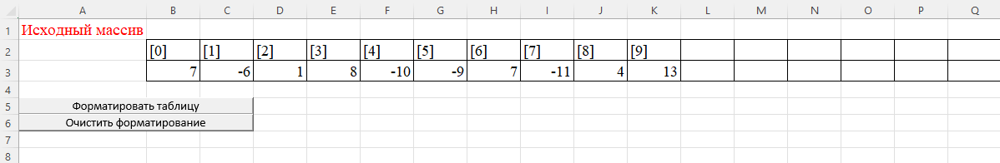 A B C D E F G H I J K L M N O P Q
1 Исходный массив
2 [0] [1] [2] [3] [4] [5] [6] [7] [8] [9]
3 7 -6 1 8 -10 -9 7 -11 4 13
4
5 Форматировать таблицу
6 Очистить форматирование
7
8